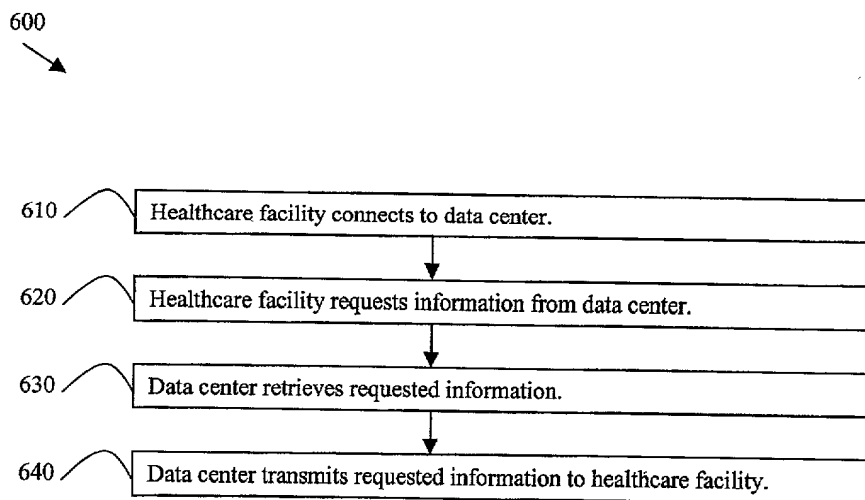 600
610 Healthcare facility connects to data center.
620 Healthcare facility requests information from data center.
630 Data center retrieves requested information.
640 Data center transmits requested information to healthcare facility.